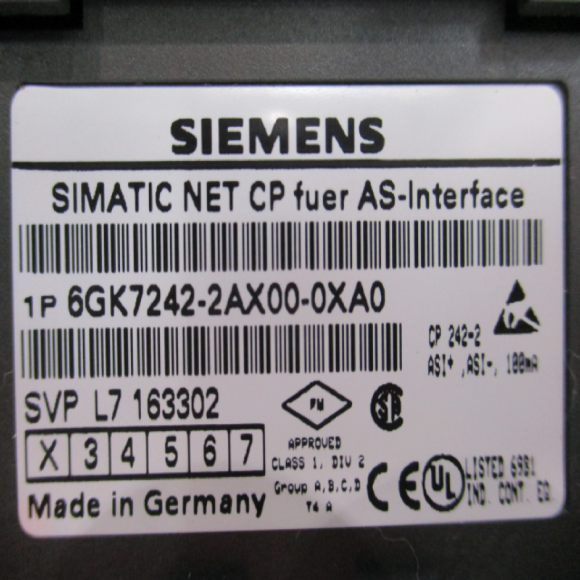 SIEMENS
SIMATIC NET CP fuer AS-Interface
1P 6GK7242-2AX00-0XA0
CP 242-2
ASI+ ,ASI-, 100mA
SVP L7 163302
X 3 4 5 6 7
Made in Germany
FM
APPROVED
CLASS 1, DIV 2
Group A,B,C,D
T4 A
SA
CE
UL
LISTED 69B1
IND. CONT. EQ.